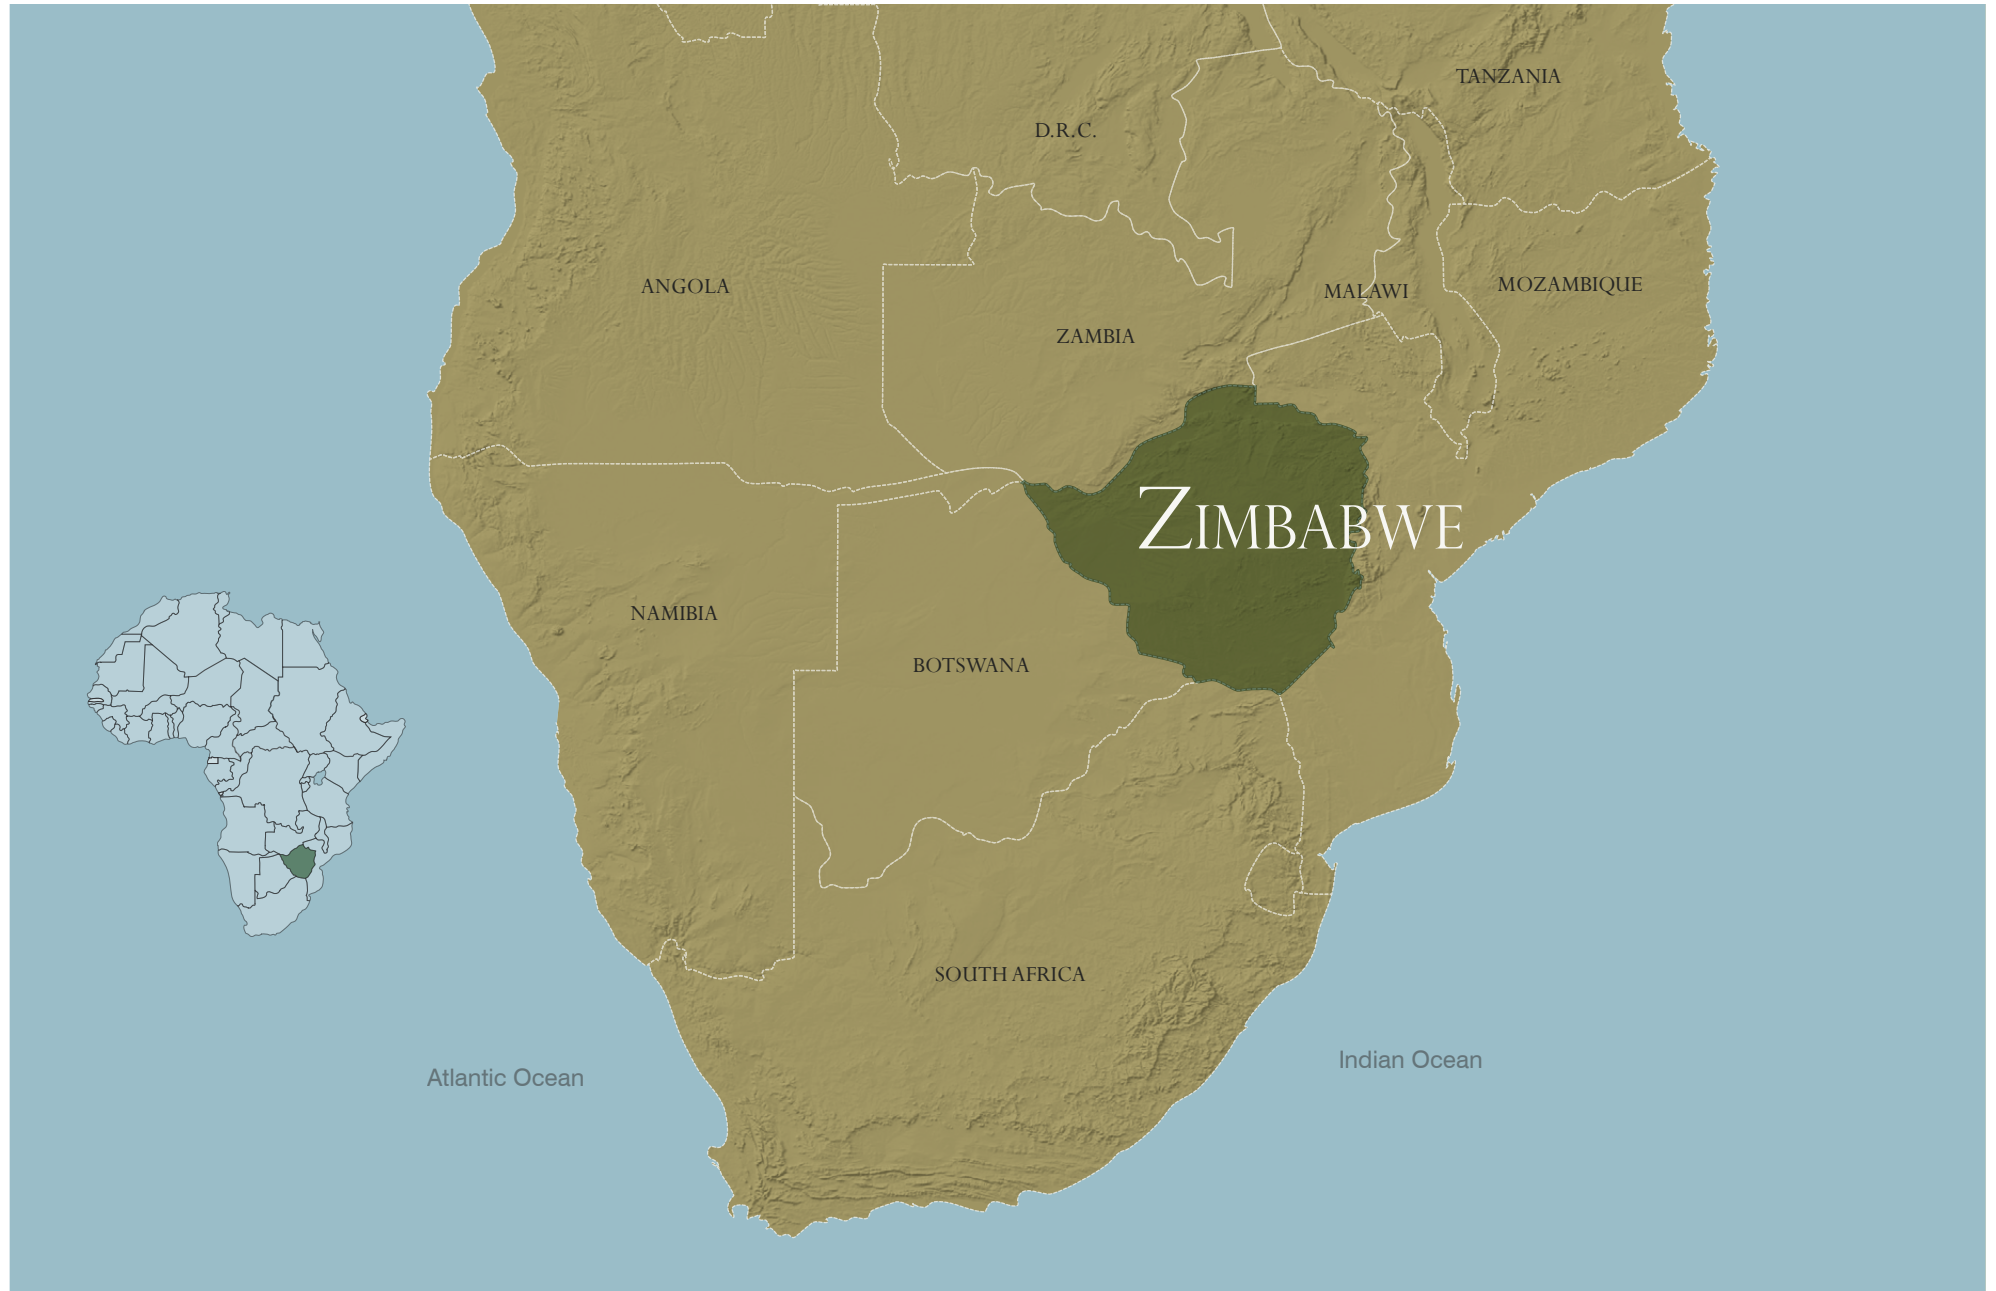 TANZANIA
D.R.C.
ANGOLA
MALAWI
MOZAMBIQUE
ZAMBIA
ZIMBABWE
NAMIBIA
BOTSWANA
SOUTH AFRICA
Atlantic Ocean
Indian Ocean